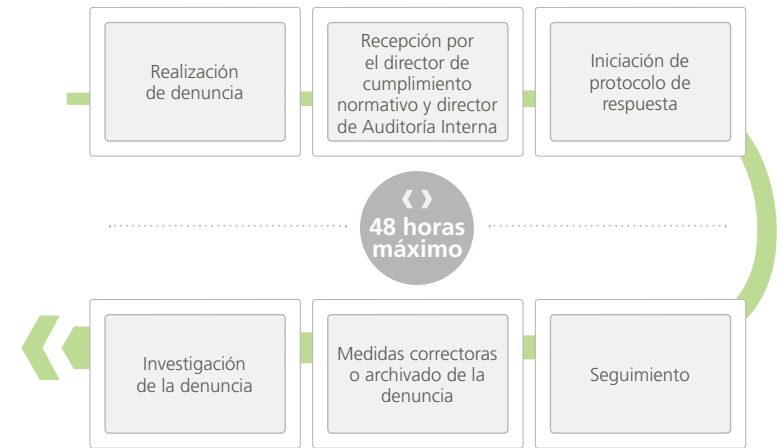 Realización
de denuncia
Recepción por
el director de
cumplimiento
normativo y director
de Auditoría Interna
Iniciación de
protocolo de
respuesta
48 horas
máximo
Investigación
de la denuncia
Medidas correctoras
o archivado de la
denuncia
Seguimiento